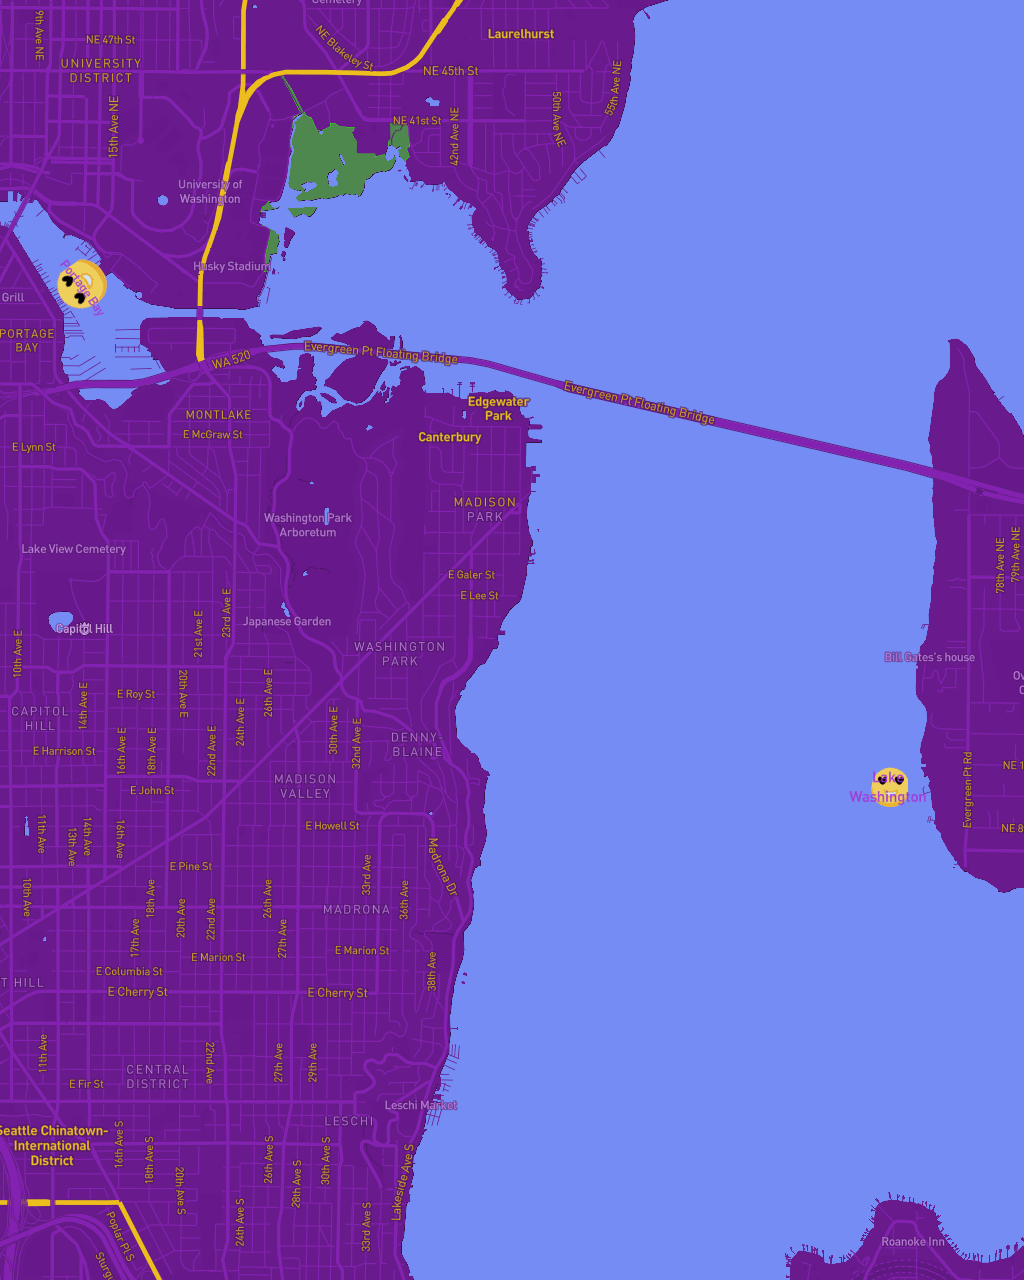 Cemetery
9th Ave NE
NE 47th St
NE Blakeley St
Laurelhurst
UNIVERSITY
DISTRICT
NE 45th St
55th Ave NE
15th Ave NE
NE 41st St
42nd Ave NE
50th Ave NE
University of
Washington
Husky Stadium
Portage Bay
Grill
PORTAGE
BAY
WA 520
Evergreen Pt Floating Bridge
Evergreen Pt Floating Bridge
MONTLAKE
Edgewater
Park
E McGraw St
Canterbury
E Lynn St
MADISON
PARK
Washington Park
Arboretum
Lake View Cemetery
78th Ave NE
79th Ave NE
E Galer St
E Lee St
23rd Ave E
21st Ave E
Capitol Hill
Japanese Garden
10th Ave E
WASHINGTON
PARK
Bill Gates's house
E Roy St
20th Ave E
26th Ave E
14th Ave E
24th Ave E
CAPITOL
HILL
30th Ave E
32nd Ave E
16th Ave E
18th Ave E
22nd Ave E
E Harrison St
DENNY-
BLAINE
Evergreen Pt Rd
NE 1
MADISON
VALLEY
E John St
Lake
Washington
E Howell St
NE 8
11th Ave
13th Ave
14th Ave
16th Ave
Madrona Dr
E Pine St
33rd Ave
10th Ave
18th Ave
20th Ave
22nd Ave
26th Ave
36th Ave
MADRONA
17th Ave
27th Ave
E Marion St
E Marion St
E Columbia St
38th Ave
T HILL
E Cherry St
E Cherry St
11th Ave
22nd Ave
27th Ave
29th Ave
CENTRAL
DISTRICT
E Fir St
Leschi Market
LESCHI
Seattle Chinatown-
International
District
16th Ave S
18th Ave S
20th Ave S
26th Ave S
28th Ave S
30th Ave S
Lakeside Ave S
24th Ave S
33rd Ave S
Poplar Pl S
Roanoke Inn